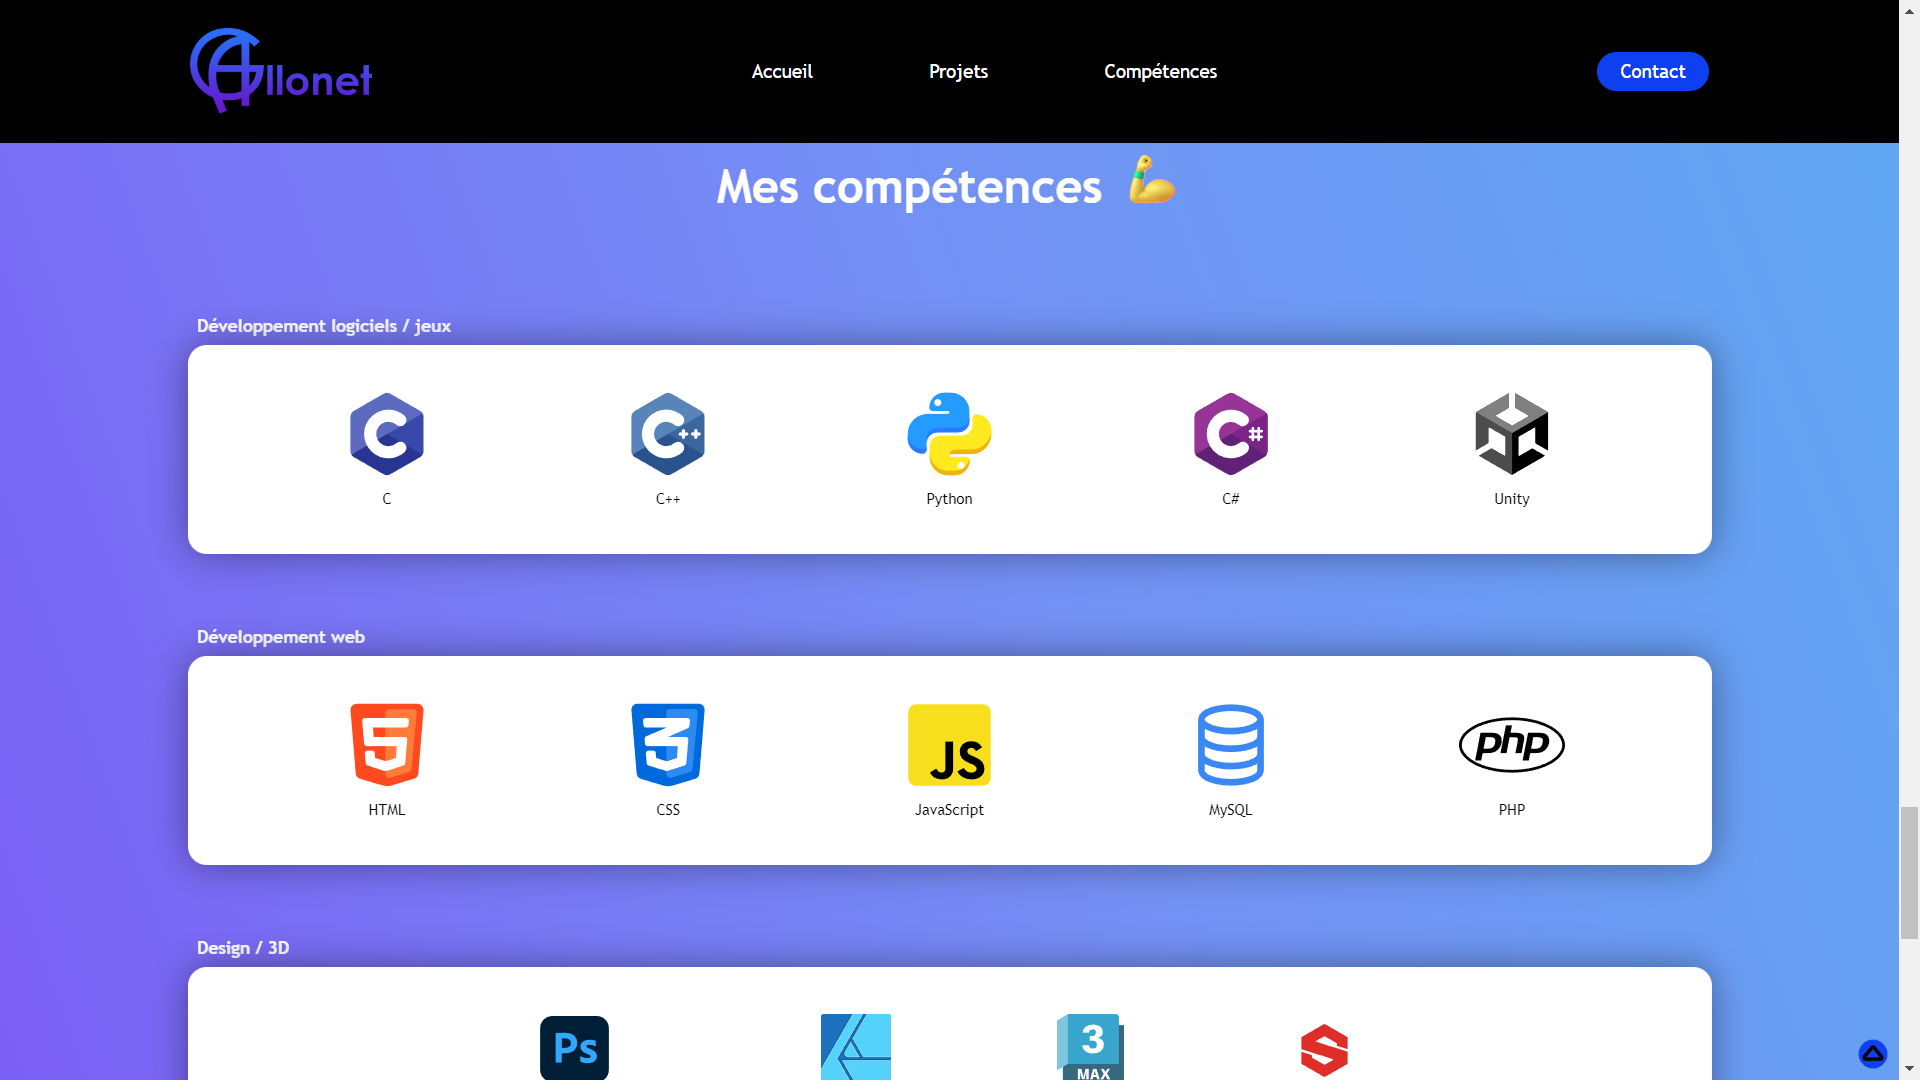 Allonet
Accueil
Projets
Compétences
Contact
Mes compétences
Développement logiciels / jeux
C
C++
Python
C#
Unity
Développement web
5
3
JS
php
HTML
CSS
JavaScript
MySQL
PHP
Design / 3D
Ps
3
MAX